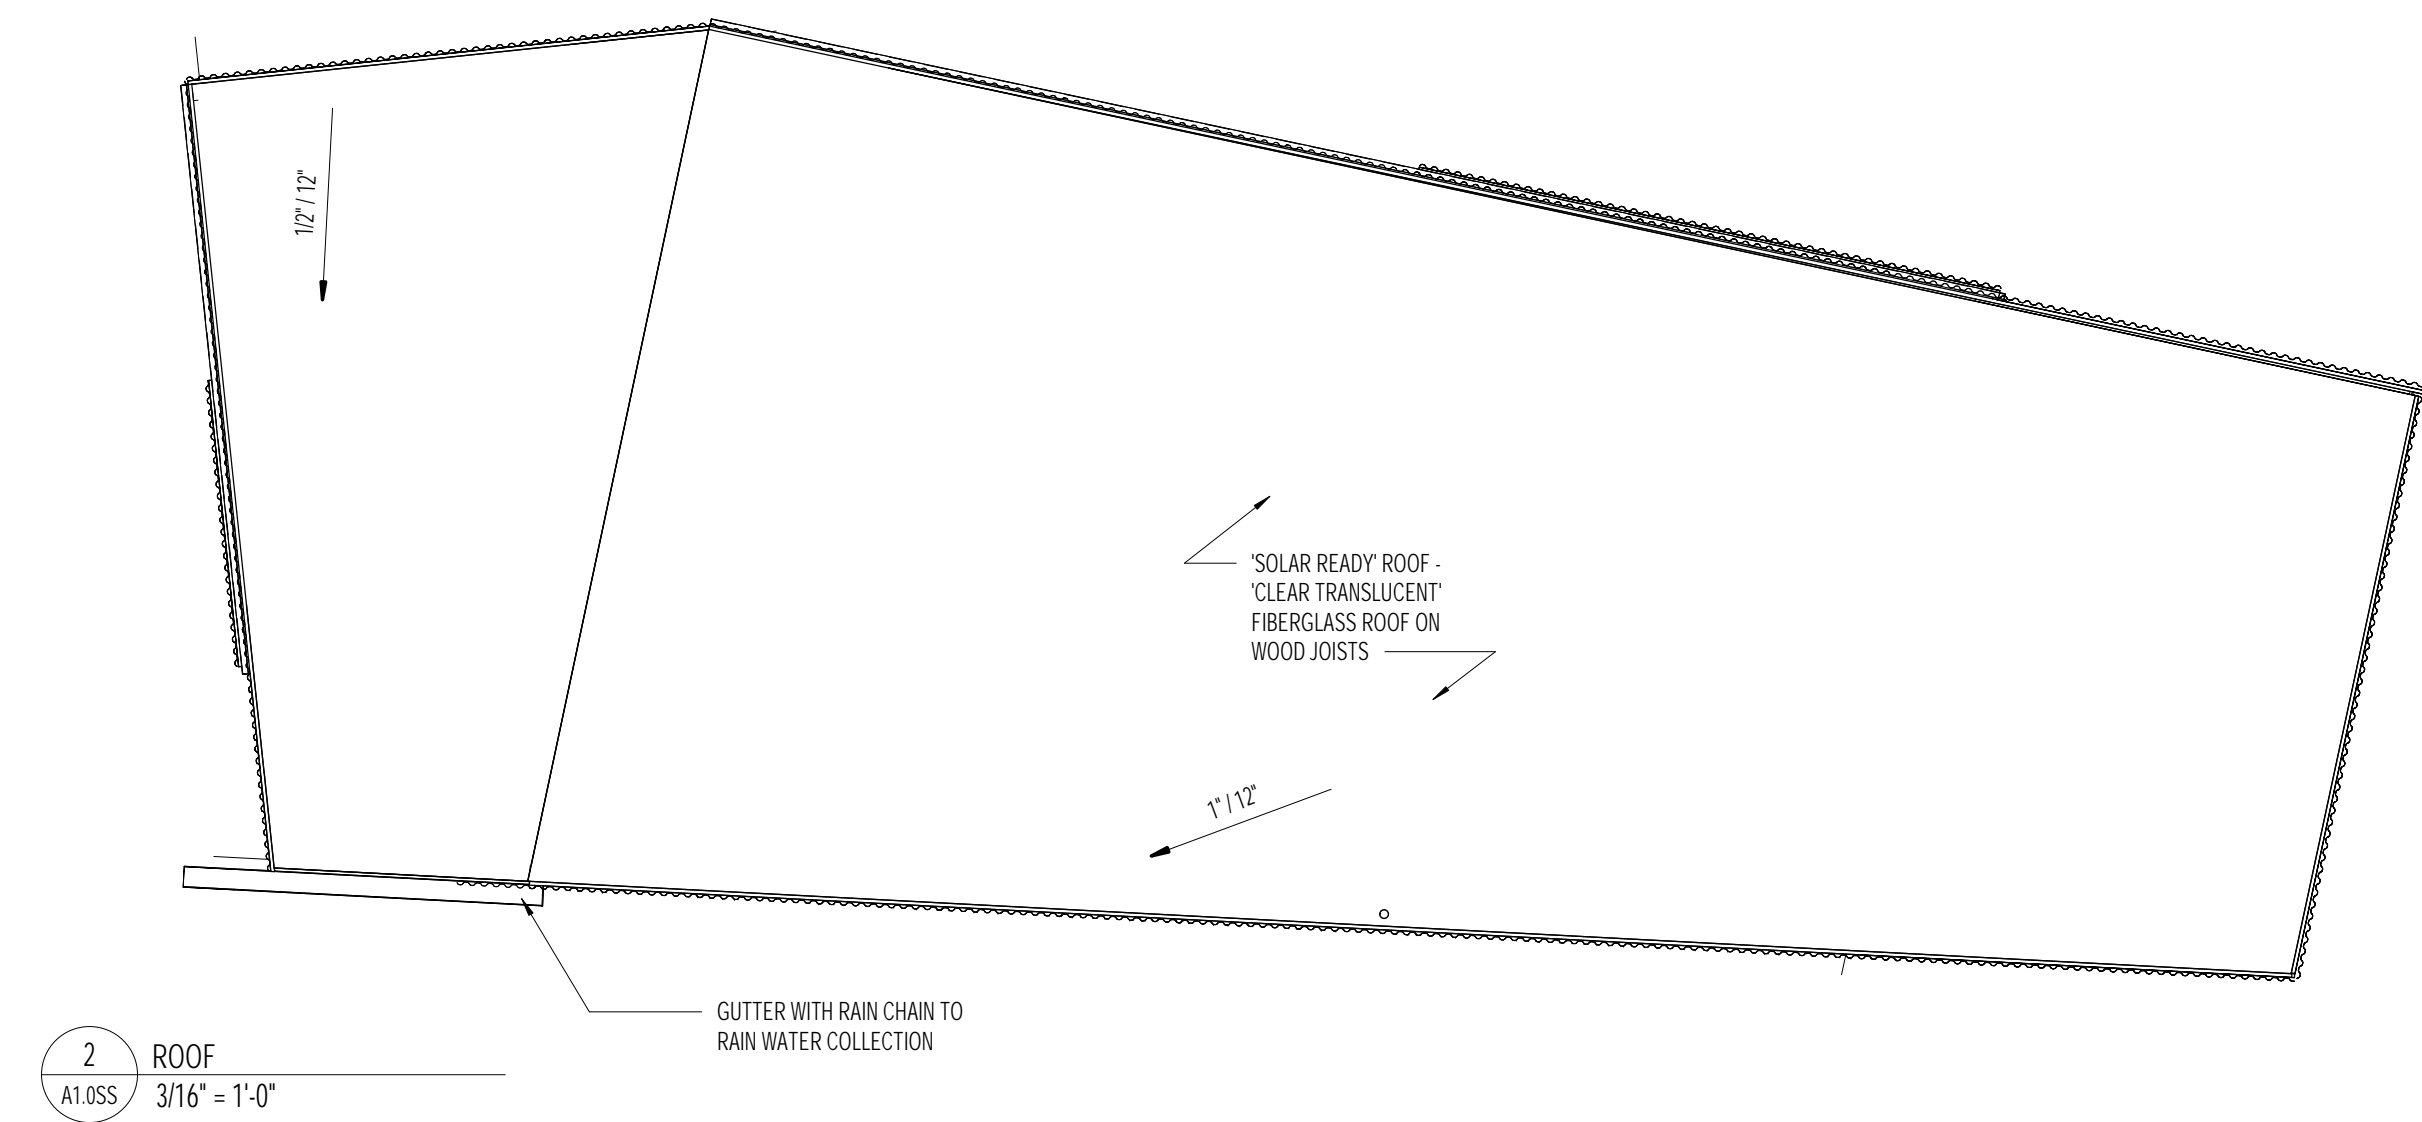 1/2" / 12"
'SOLAR READY' ROOF -
'CLEAR TRANSLUCENT'
FIBERGLASS ROOF ON
WOOD JOISTS
1" / 12"
GUTTER WITH RAIN CHAIN TO
RAIN WATER COLLECTION
2
ROOF
A1.0SS
3/16" = 1'-0"